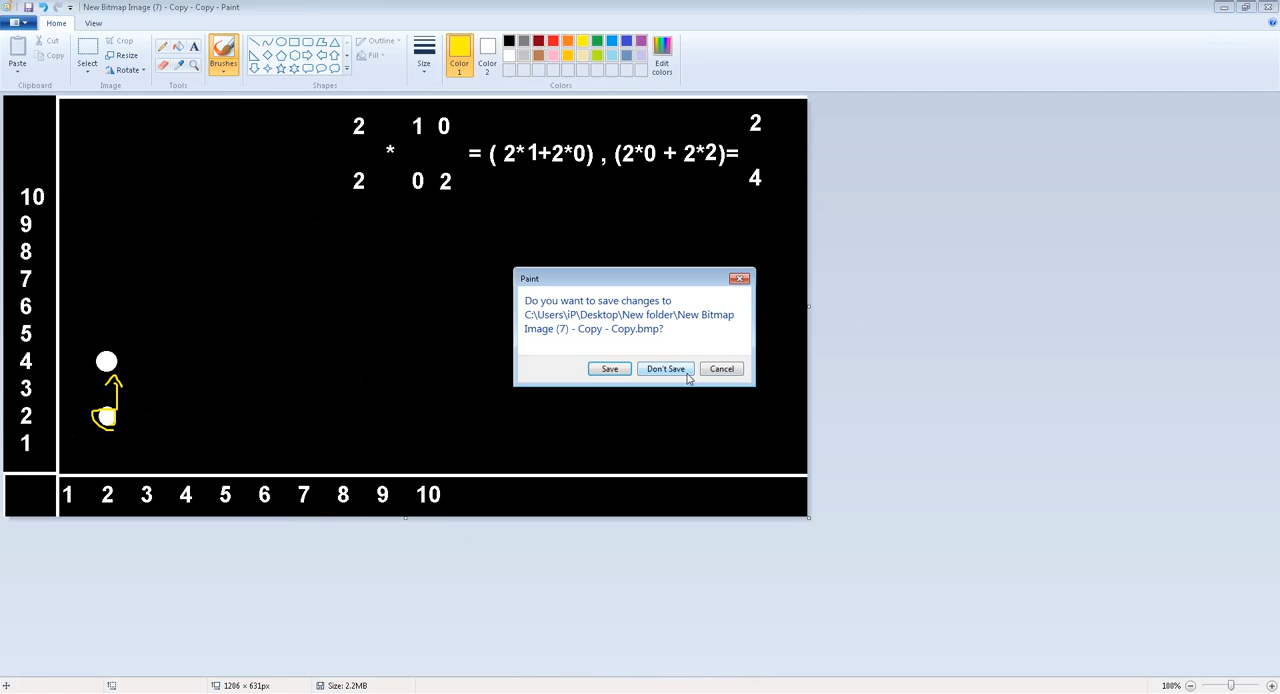 New Bitmap Image (7) - Copy - Copy - Paint
Home
View
Paste
Cut
Copy
Clipboard
Select
Crop
Resize
Rotate
Image
A
Tools
Brushes
Outline
Fill
Shapes
Size
Color 1
Color 2
Edit colors
Colors
2 1 0 2
* = ( 2*1+2*0) , (2*0 + 2*2)=
2 0 2 4
10
9
8
7
6
5
4
3
2
1
1 2 3 4 5 6 7 8 9 10
Paint
Do you want to save changes to
C:\Users\iP\Desktop\New folder\New Bitmap
Image (7) - Copy - Copy.bmp?
Save
Don't Save
Cancel
1206 × 631px
Size: 2.2MB
100%